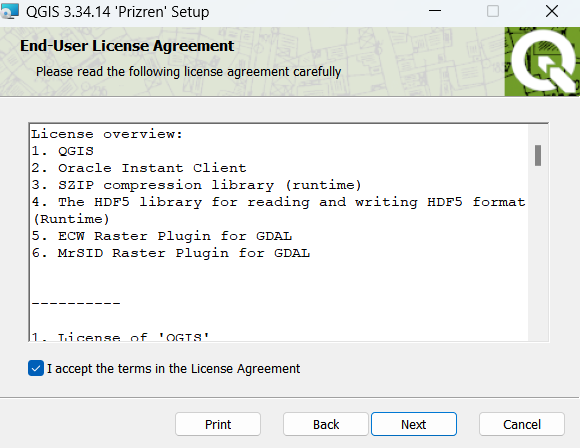 QGIS 3.34.14 'Prizren' Setup
End-User License Agreement
Please read the following license agreement carefully
License overview:
1. QGIS
2. Oracle Instant Client
3. SZIP compression library (runtime)
4. The HDF5 library for reading and writing HDF5 format
(Runtime)
5. ECW Raster Plugin for GDAL
6. MrSID Raster Plugin for GDAL
----------
1. License of 'QGIS'
I accept the terms in the License Agreement
Print
Back
Next
Cancel